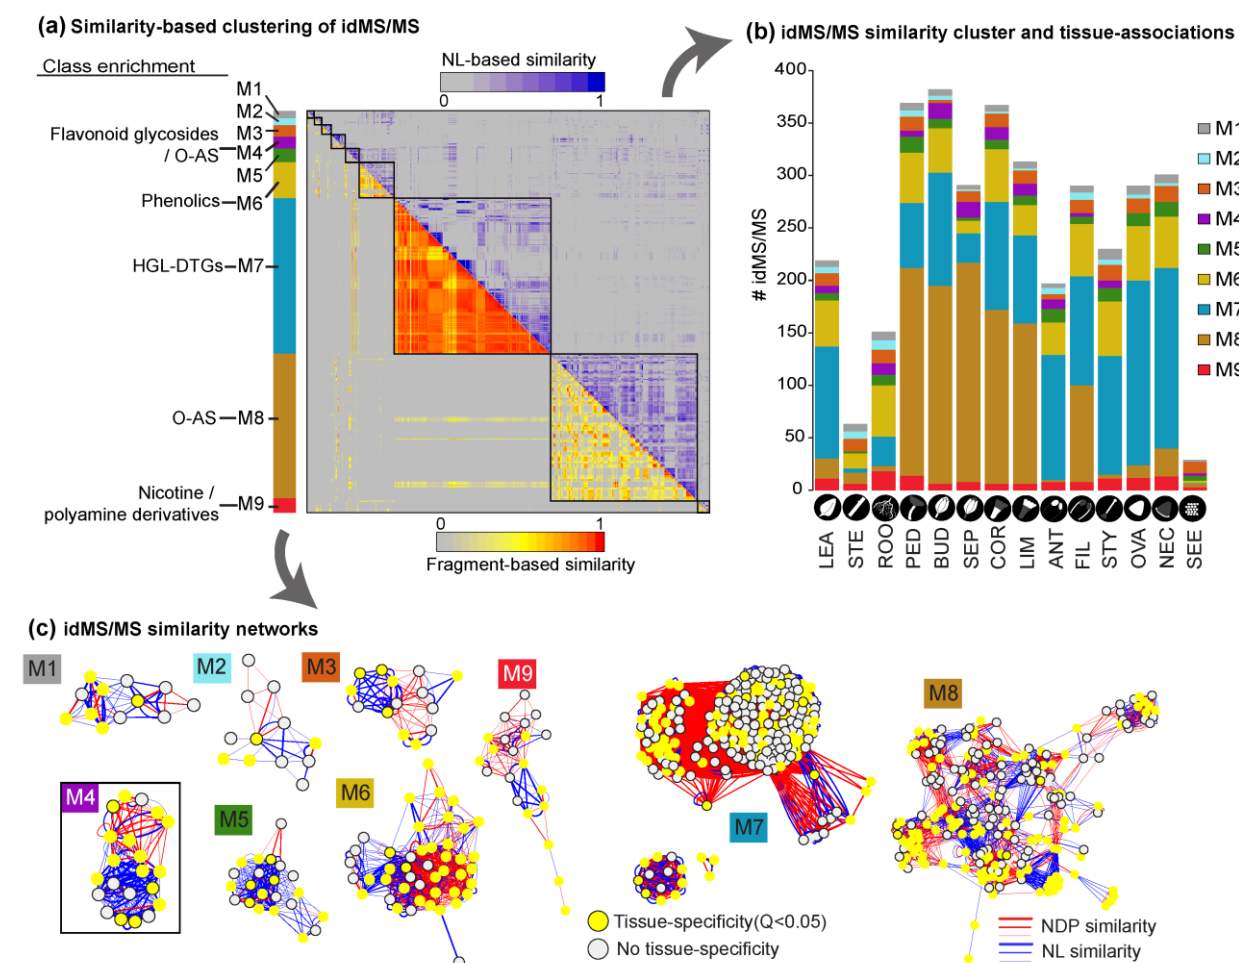 (a) Similarity-based clustering of idMS/MS
Class enrichment
NL-based similarity
0 1
M1
M2
Flavonoid glycosides
/ O-AS
M3
M4
M5
Phenolics M6
HGL-DTGs M7
O-AS M8
Nicotine /
polyamine derivatives
M9
0 1
Fragment-based similarity
(b) idMS/MS similarity cluster and tissue-associations
# idMS/MS
400
350
300
250
200
150
100
50
0
LEA STE ROO PED BUD SEP COR LIM ANT FIL STY OVA NEC SEE
M1
M2
M3
M4
M5
M6
M7
M8
M9
(c) idMS/MS similarity networks
M1 M2 M3 M9 M8
M4 M5 M6 M7
Tissue-specificity(Q<0.05)
No tissue-specificity
NDP similarity
NL similarity